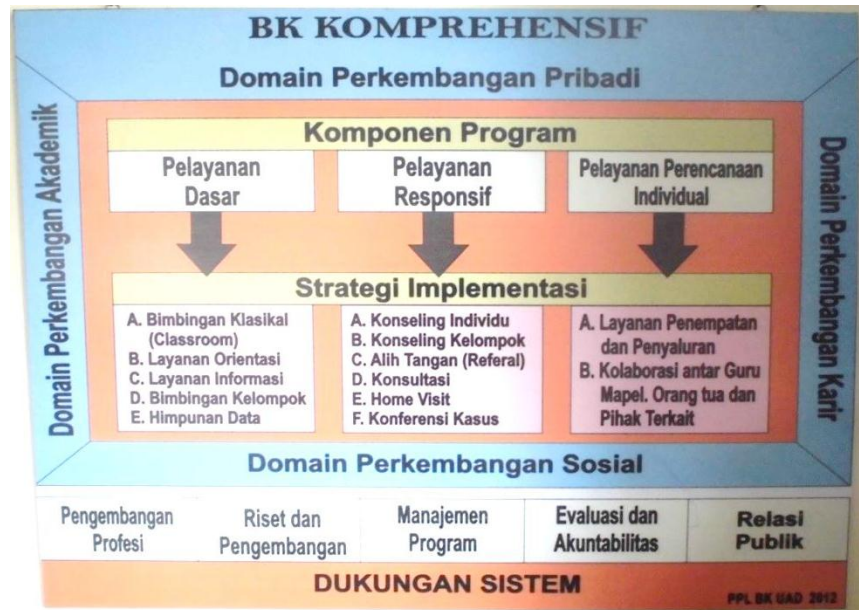 BK KOMPREHENSIF
Domain Perkembangan Pribadi
Domain Perkembangan Akademik
Domain Perkembangan Karir
Komponen Program
Pelayanan
Dasar
Pelayanan
Responsif
Pelayanan Perencanaan
Individual
Strategi Implementasi
A. Bimbingan Klasikal
(Classroom)
B. Layanan Orientasi
C. Layanan Informasi
D. Bimbingan Kelompok
E. Himpunan Data
A. Konseling Individu
B. Konseling Kelompok
C. Alih Tangan (Referal)
D. Konsultasi
E. Home Visit
F. Konferensi Kasus
A. Layanan Penempatan
dan Penyaluran
B. Kolaborasi antar Guru
Mapel. Orang tua dan
Pihak Terkait
Domain Perkembangan Sosial
Pengembangan
Profesi
Riset dan
Pengembangan
Manajemen
Program
Evaluasi dan
Akuntabilitas
Relasi
Publik
DUKUNGAN SISTEM
PPL BK UAD 2012